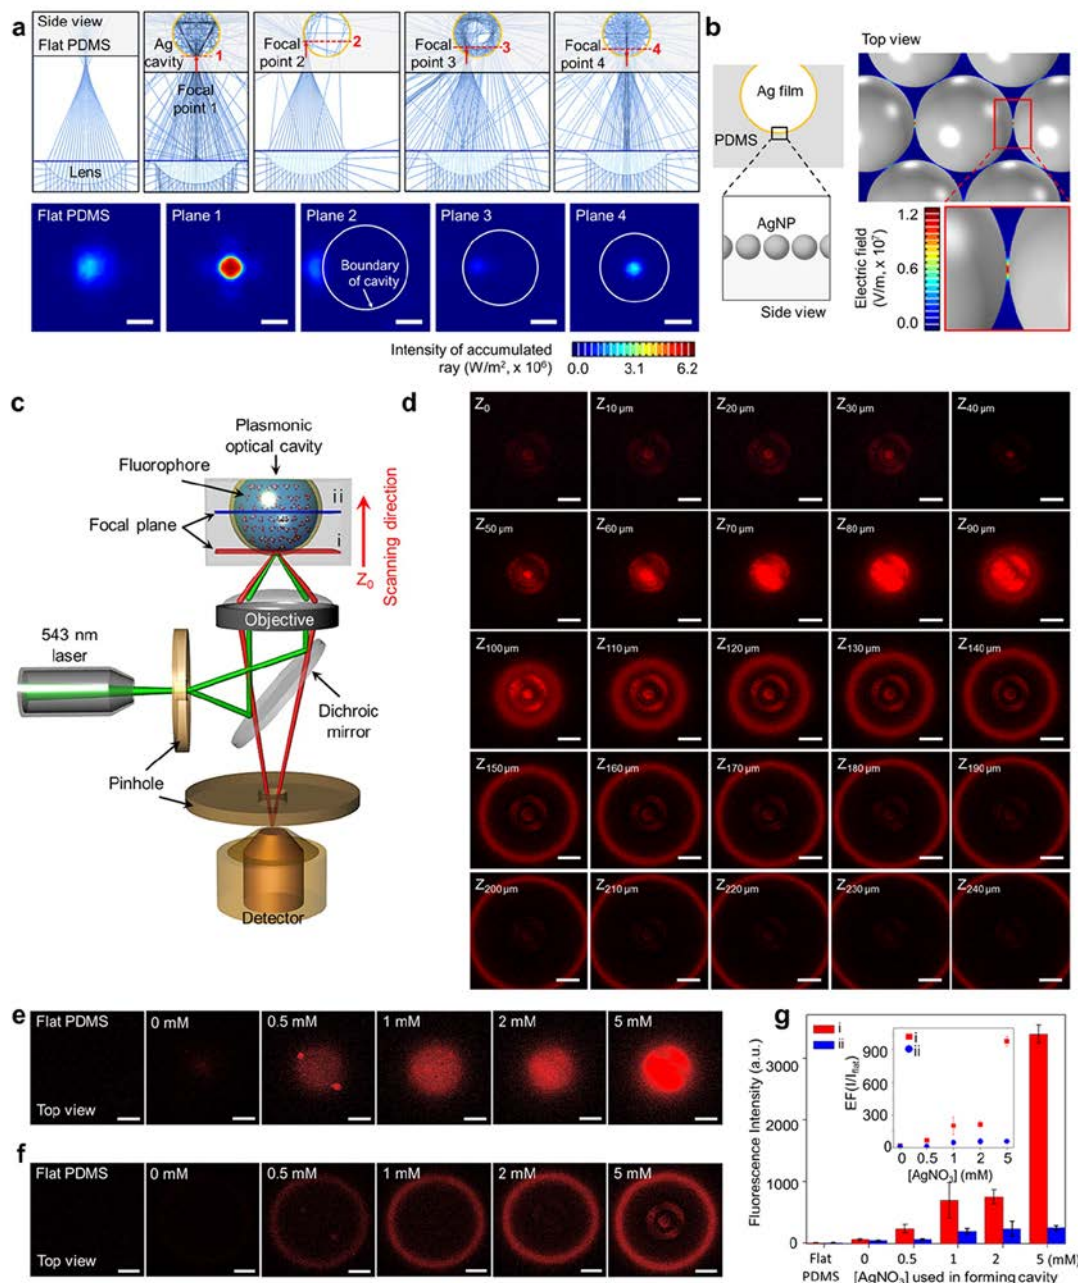 a
Side view
Flat PDMS
Lens
Ag
cavity
1
Focal
point 1
Focal
point 2
2
Focal
point 3
3
Focal
point 4
4
Flat PDMS
Plane 1
Plane 2
Boundary
of cavity
Plane 3
Plane 4
Intensity of accumulated
ray (W/m², x 10⁶)
0.0
3.1
6.2
b
Ag film
PDMS
AgNP
Side view
Top view
Electric field
(V/m, x 10⁷)
1.2
0.6
0.0
c
Plasmonic
optical cavity
Fluorophore
ii
Focal plane
i
Z₀
Scanning direction
Objective
543 nm
laser
Dichroic
mirror
Pinhole
Detector
d
Z₀
Z₁₀ μm
Z₂₀ μm
Z₃₀ μm
Z₄₀ μm
Z₅₀ μm
Z₆₀ μm
Z₇₀ μm
Z₈₀ μm
Z₉₀ μm
Z₁₀₀ μm
Z₁₁₀ μm
Z₁₂₀ μm
Z₁₃₀ μm
Z₁₄₀ μm
Z₁₅₀ μm
Z₁₆₀ μm
Z₁₇₀ μm
Z₁₈₀ μm
Z₁₉₀ μm
Z₂₀₀ μm
Z₂₁₀ μm
Z₂₂₀ μm
Z₂₃₀ μm
Z₂₄₀ μm
e
Flat PDMS
Top view
0 mM
0.5 mM
1 mM
2 mM
5 mM
f
Flat PDMS
Top view
0 mM
0.5 mM
1 mM
2 mM
5 mM
g
i
ii
Fluorescence Intensity (a.u.)
3000
2000
1000
0
i
ii
EF(I/I_flat)
900
600
300
0
0 0.5 1 2 5
[AgNO₃] (mM)
Flat
PDMS
0 0.5 1 2 5 (mM)
[AgNO₃] used in forming cavity